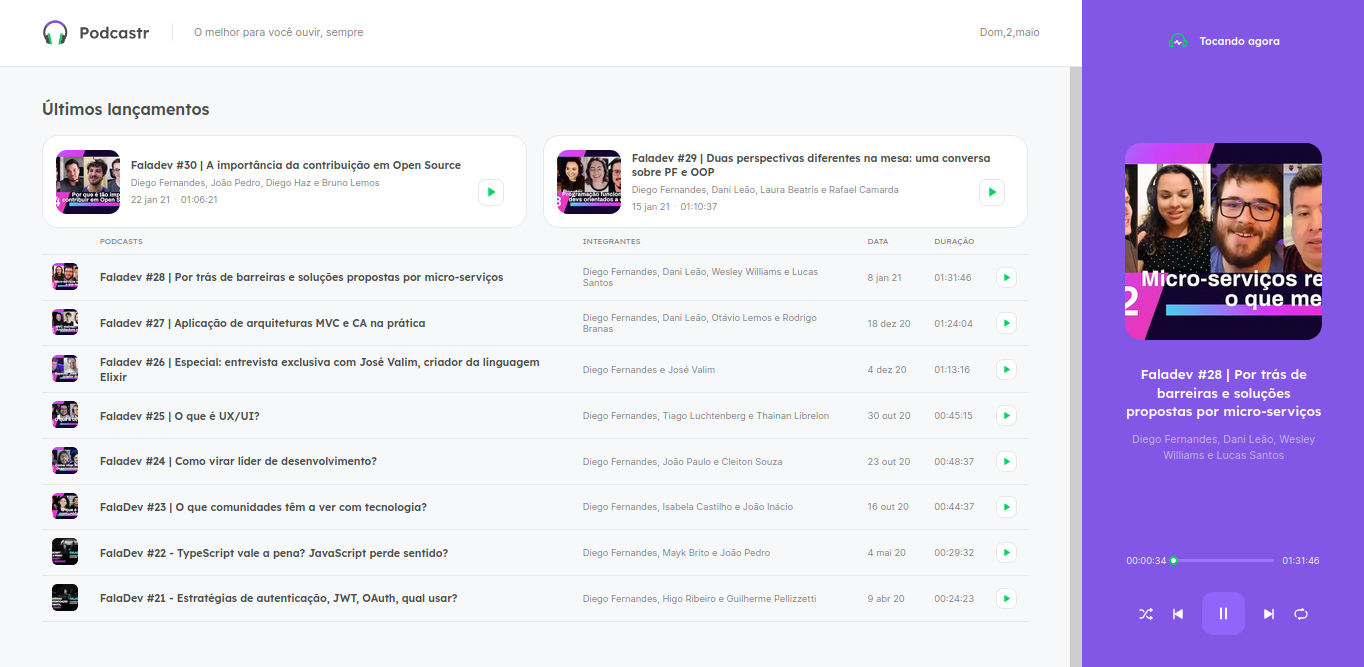 Podcastr
O melhor para você ouvir, sempre
Dom,2,maio
Últimos lançamentos
Faladev #30 | A importância da contribuição em Open Source
Diego Fernandes, João Pedro, Diego Haz e Bruno Lemos
22 jan 21 · 01:06:21
Faladev #29 | Duas perspectivas diferentes na mesa: uma conversa
sobre PF e OOP
Diego Fernandes, Dani Leão, Laura Beatris e Rafael Camarda
15 jan 21 · 01:10:37
PODCASTS INTEGRANTES DATA DURAÇÃO
Faladev #28 | Por trás de barreiras e soluções propostas por micro-serviços
Diego Fernandes, Dani Leão, Wesley Williams e Lucas
Santos
8 jan 21 01:31:46
Faladev #27 | Aplicação de arquiteturas MVC e CA na prática
Diego Fernandes, Dani Leão, Otávio Lemos e Rodrigo
Branas
18 dez 20 01:24:04
Faladev #26 | Especial: entrevista exclusiva com José Valim, criador da linguagem
Elixir
Diego Fernandes e José Valim
4 dez 20 01:13:16
Faladev #25 | O que é UX/UI?
Diego Fernandes, Tiago Luchtenberg e Thainan Librelon
30 out 20 00:45:15
Faladev #24 | Como virar líder de desenvolvimento?
Diego Fernandes, João Paulo e Cleiton Souza
23 out 20 00:48:37
FalaDev #23 | O que comunidades têm a ver com tecnologia?
Diego Fernandes, Isabela Castilho e João Inácio
16 out 20 00:44:37
FalaDev #22 - TypeScript vale a pena? JavaScript perde sentido?
Diego Fernandes, Mayk Brito e João Pedro
4 mai 20 00:29:32
FalaDev #21 - Estratégias de autenticação, JWT, OAuth, qual usar?
Diego Fernandes, Higo Ribeiro e Guilherme Pellizzetti
9 abr 20 00:24:23
Tocando agora
Micro-serviços re
2 o que me
Faladev #28 | Por trás de
barreiras e soluções
propostas por micro-serviços
Diego Fernandes, Dani Leão, Wesley
Williams e Lucas Santos
00:00:34 01:31:46